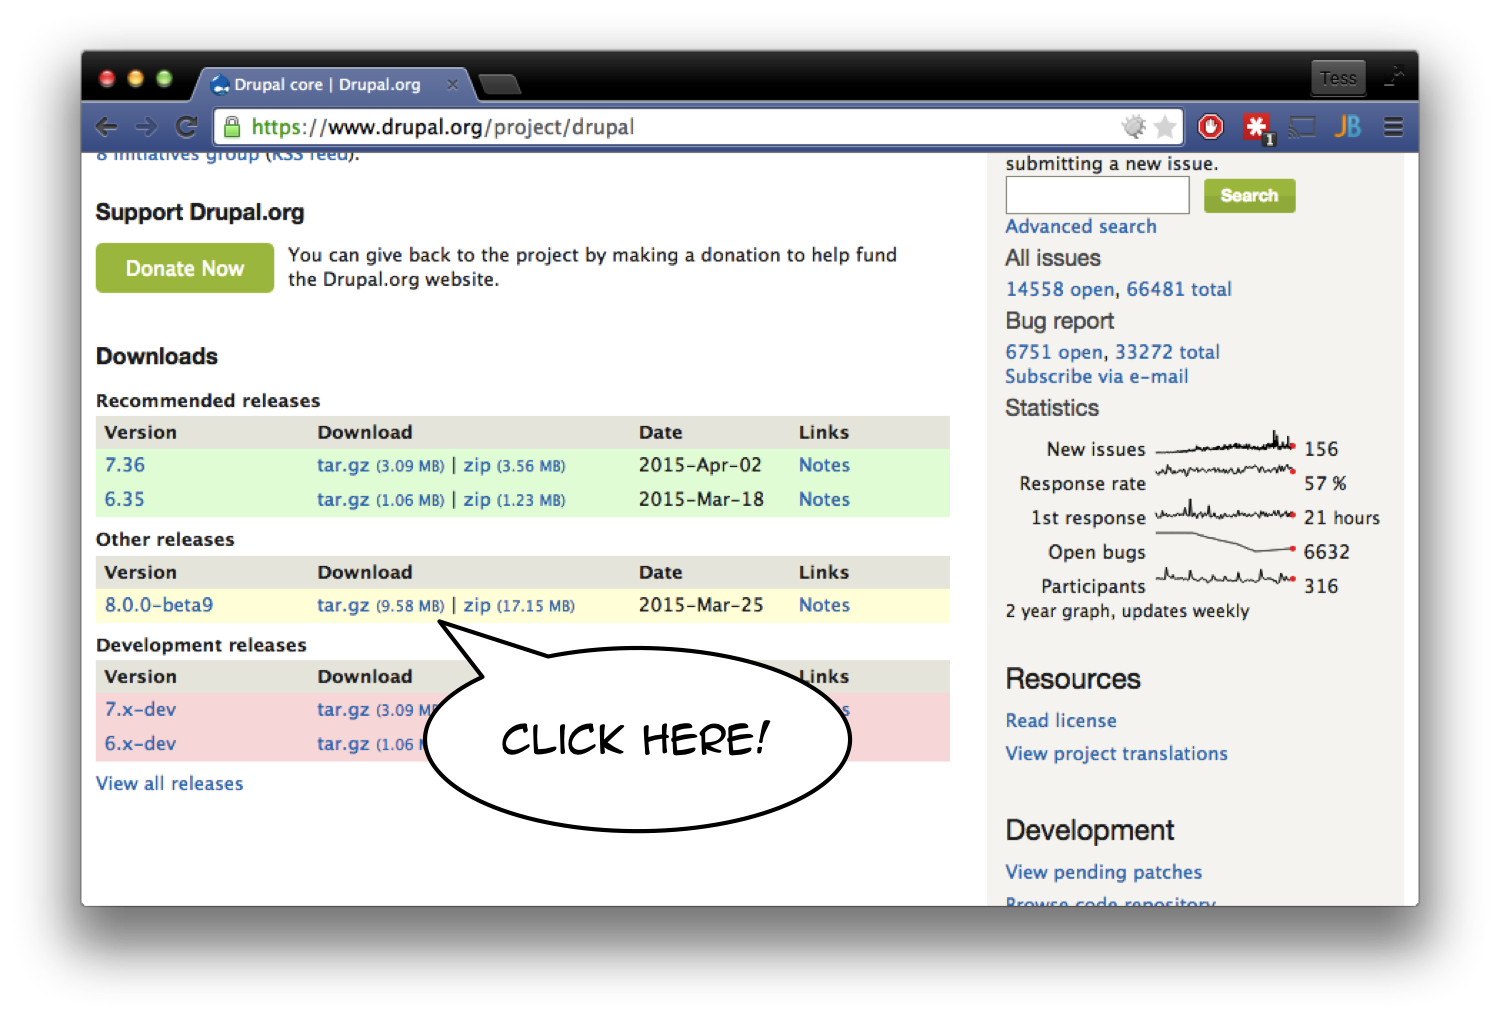 Drupal core | Drupal.org
Tess
https://www.drupal.org/project/drupal
1
JB
8 initiatives group (RSS feed).
Support Drupal.org
Donate Now
You can give back to the project by making a donation to help fund
the Drupal.org website.
Downloads
Recommended releases
Version Download Date Links
7.36 tar.gz (3.09 MB) | zip (3.56 MB) 2015-Apr-02 Notes
6.35 tar.gz (1.06 MB) | zip (1.23 MB) 2015-Mar-18 Notes
Other releases
Version Download Date Links
8.0.0-beta9 tar.gz (9.58 MB) | zip (17.15 MB) 2015-Mar-25 Notes
Development releases
Version Download Links
7.x-dev tar.gz (3.09
6.x-dev tar.gz (1.06
View all releases
CLICK HERE!
submitting a new issue.
Search
Advanced search
All issues
14558 open, 66481 total
Bug report
6751 open, 33272 total
Subscribe via e-mail
Statistics
New issues 156
Response rate 57 %
1st response 21 hours
Open bugs 6632
Participants 316
2 year graph, updates weekly
Resources
Read license
View project translations
Development
View pending patches
Browse code repository